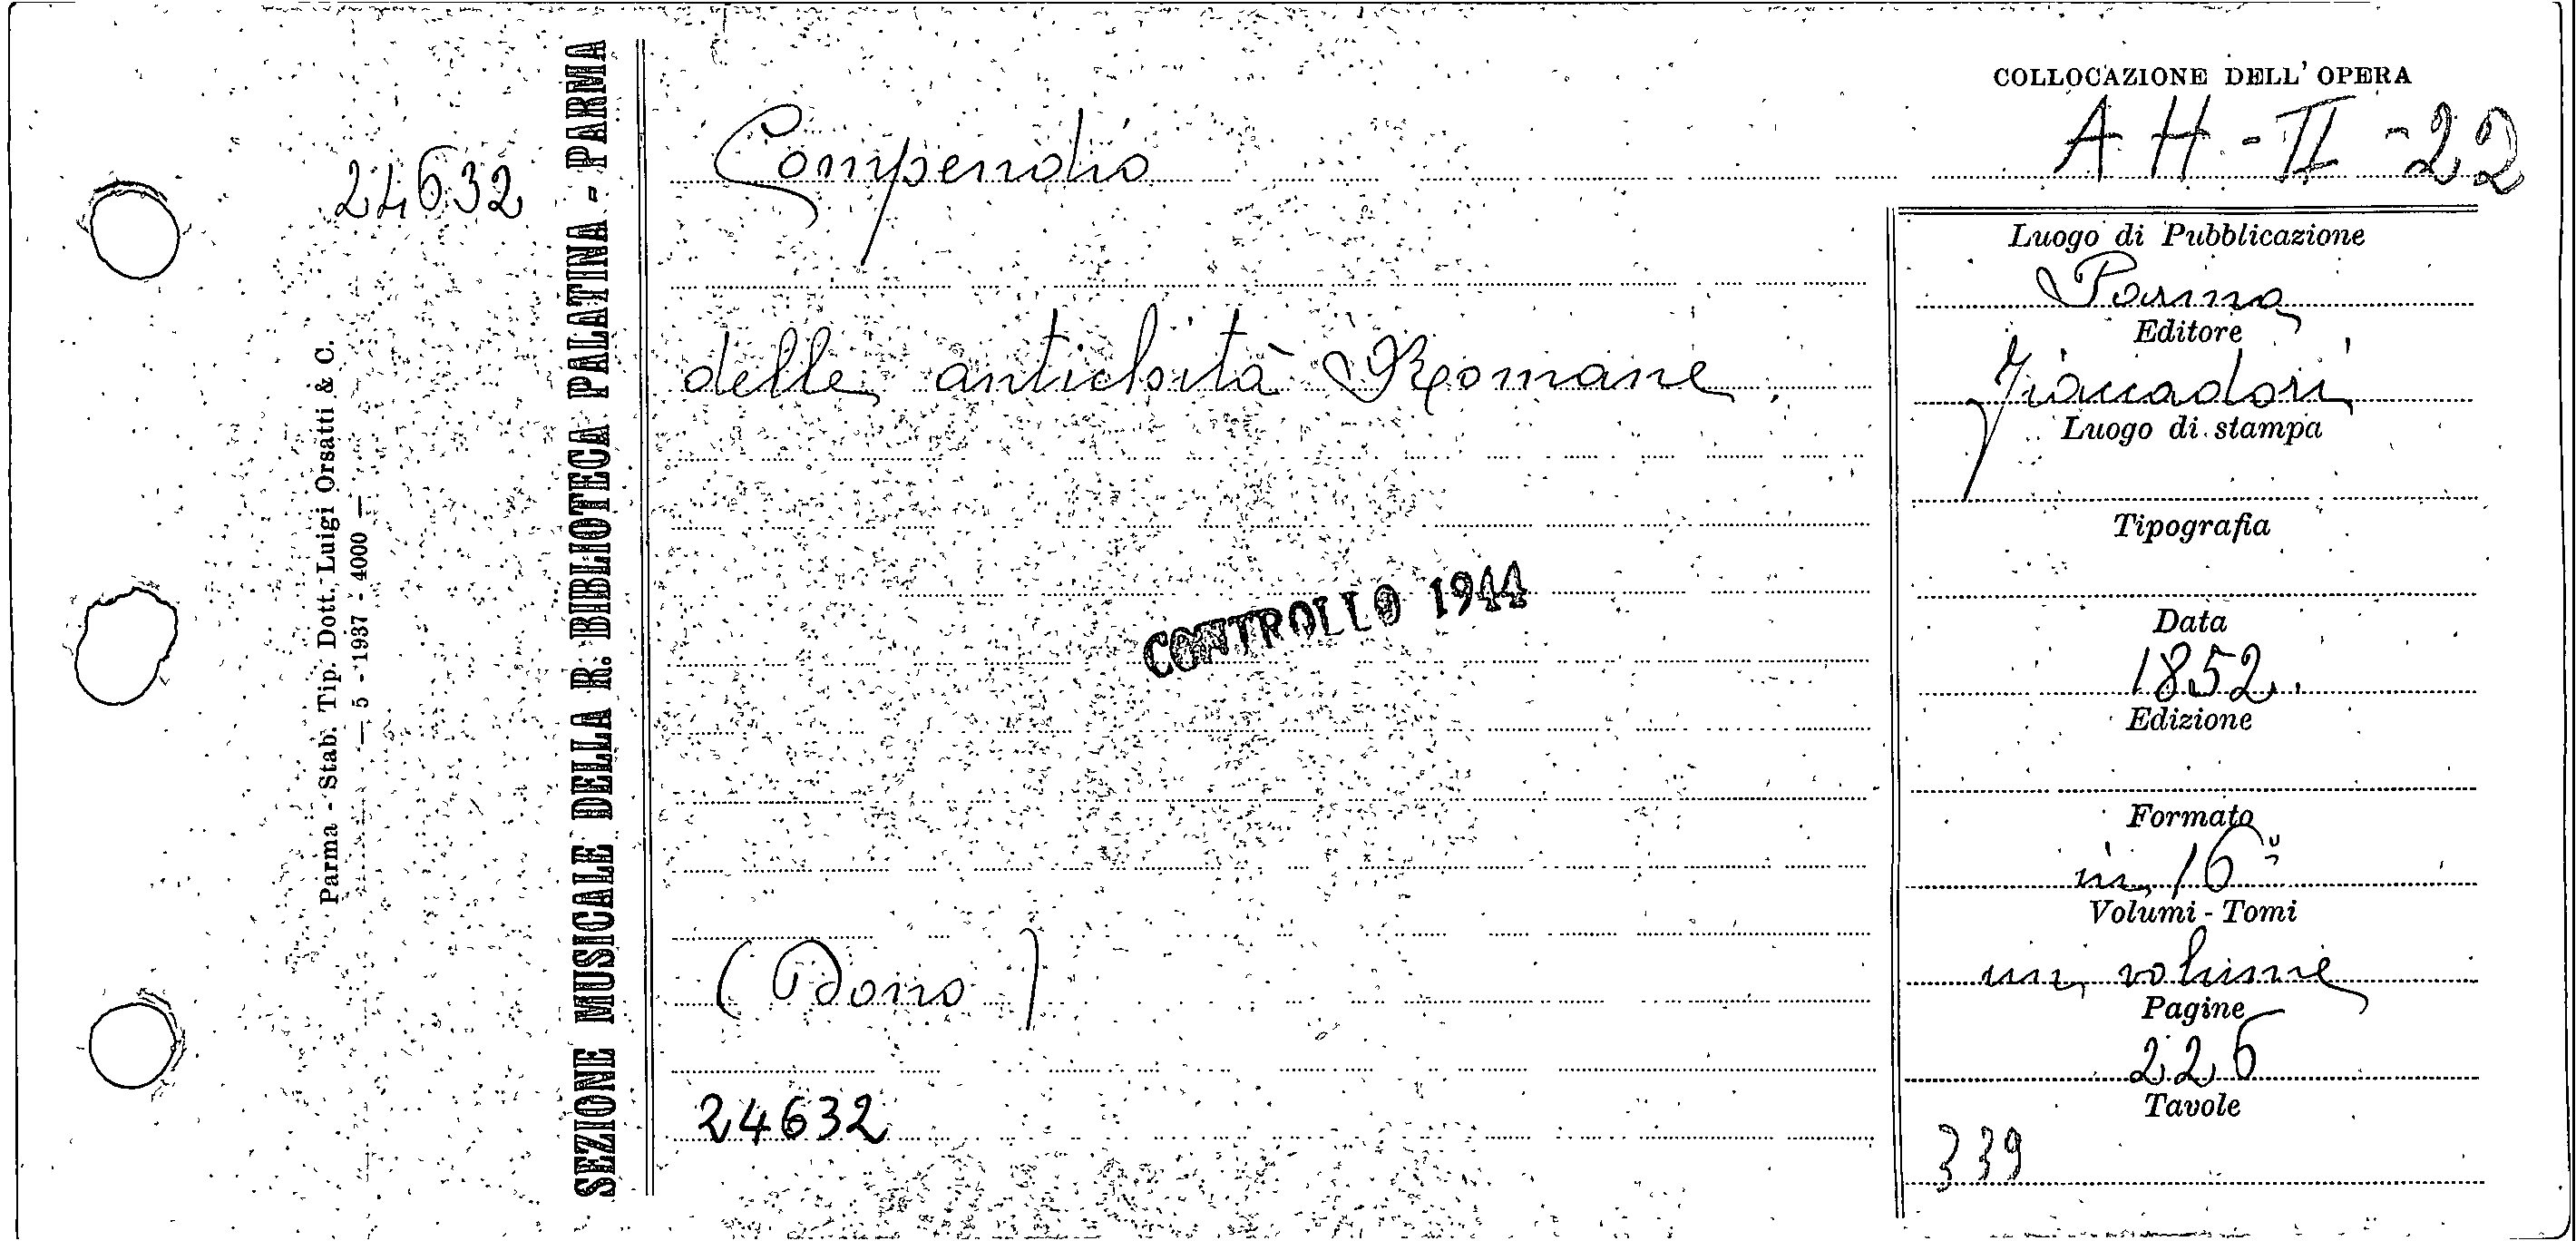 24632
Parma - Stab. Tip. Dott. Luigi Orsatti & C.
— 5 - 1937 - 4000 —
SEZIONE MUSICALE DELLA R. BIBLIOTECA PALATINA - PARMA
Compendio
delle antichità Romane.
CONTROLLO 1944
(Dono)
24632
COLLOCAZIONE DELL' OPERA
AH - II - 22
Luogo di Pubblicazione
Parma
Editore
Fiaccadori
Luogo di stampa
Tipografia
Data
1852.
Edizione
Formato
in 16º
Volumi - Tomi
un volume
Pagine
226
Tavole
339